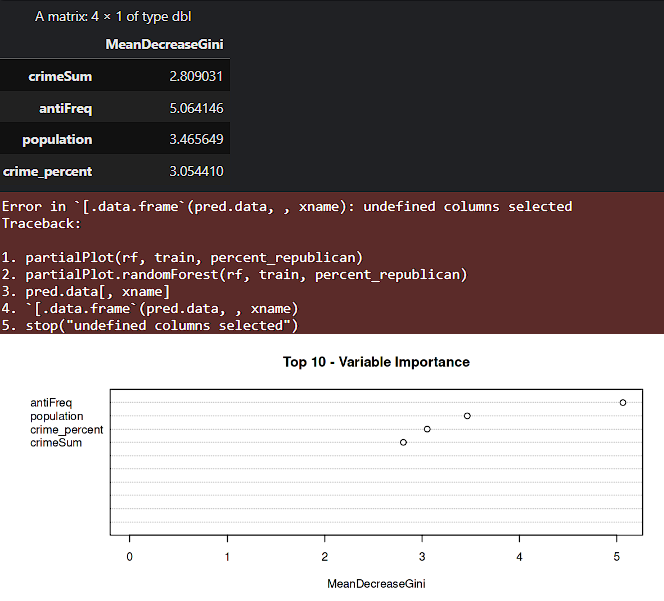 A matrix: 4 × 1 of type dbl
MeanDecreaseGini
crimeSum 2.809031
antiFreq 5.064146
population 3.465649
crime_percent 3.054410
Error in `[.data.frame`(pred.data, , xname): undefined columns selected
Traceback:
1. partialPlot(rf, train, percent_republican)
2. partialPlot.randomForest(rf, train, percent_republican)
3. pred.data[, xname]
4. `[.data.frame`(pred.data, , xname)
5. stop("undefined columns selected")
Top 10 - Variable Importance
antiFreq
population
crime_percent
crimeSum
0 1 2 3 4 5
MeanDecreaseGini